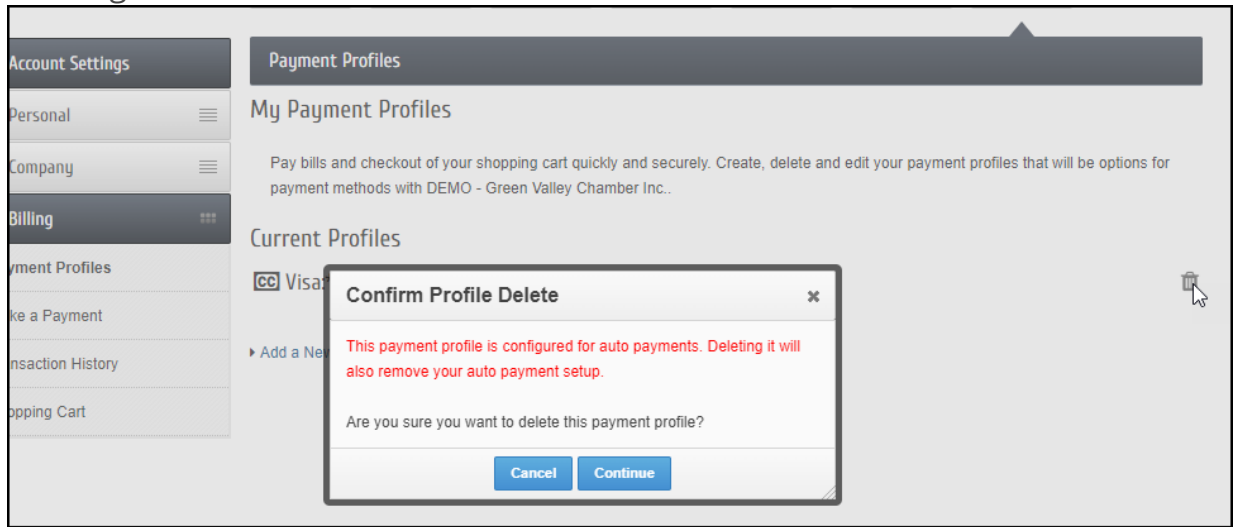 Account Settings
Personal
Company
Billing
Payment Profiles
My Payment Profiles
Pay bills and checkout of your shopping cart quickly and securely. Create, delete and edit your payment profiles that will be options for
payment methods with DEMO - Green Valley Chamber Inc..
Current Profiles
CC Visa:
Add a New
yment Profiles
ke a Payment
nsaction History
opping Cart
Confirm Profile Delete
This payment profile is configured for auto payments. Deleting it will
also remove your auto payment setup.
Are you sure you want to delete this payment profile?
Cancel Continue